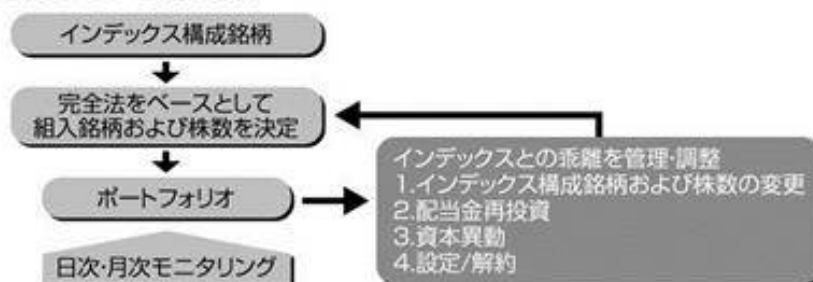 インデックス構成銘柄
完全法をベースとして
組入銘柄および株数を決定
ポートフォリオ
日次・月次モニタリング
インデックスとの乖離を管理・調整
1.インデックス構成銘柄および株数の変更
2.配当金再投資
3.資本異動
4.設定/解約